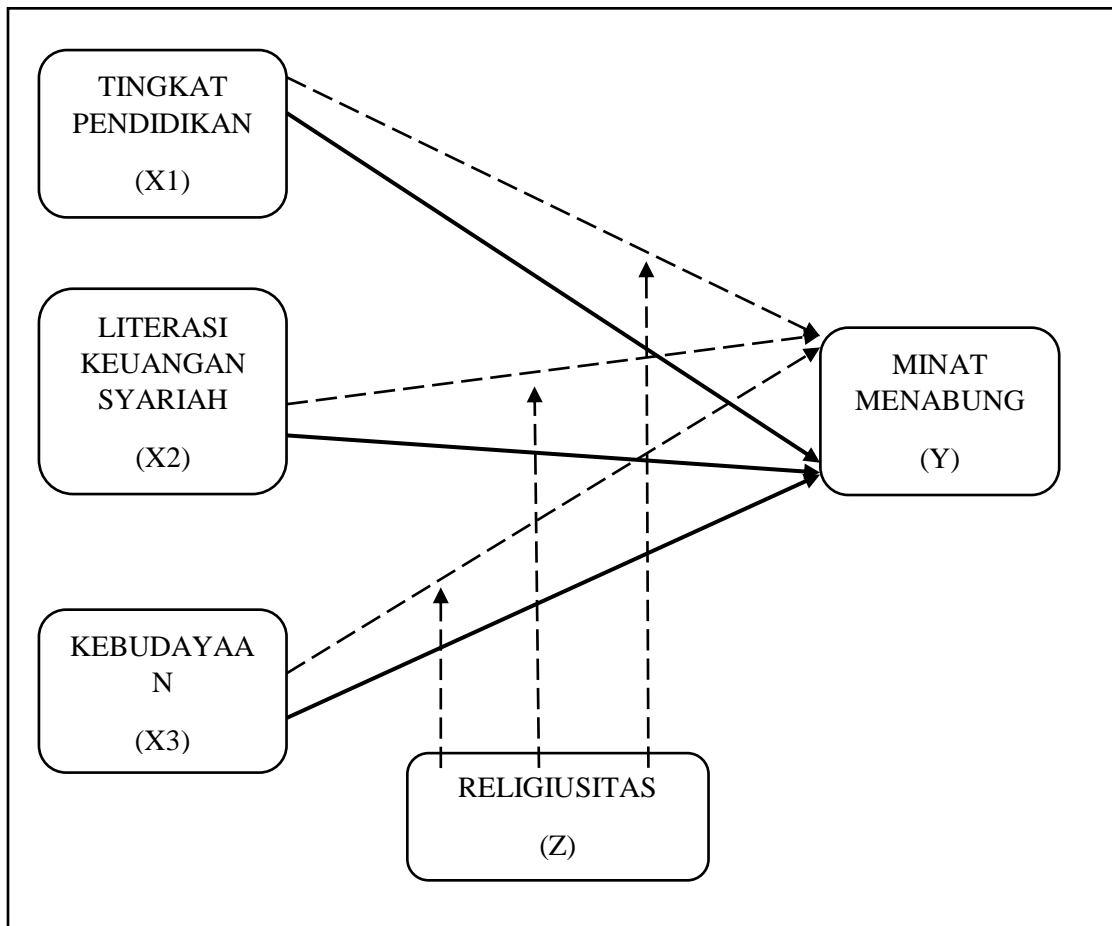 TINGKAT
PENDIDIKAN
(X1)
LITERASI
KEUANGAN
SYARIAH
(X2)
KEBUDAYAA
N
(X3)
RELIGIUSITAS
(Z)
MINAT
MENABUNG
(Y)